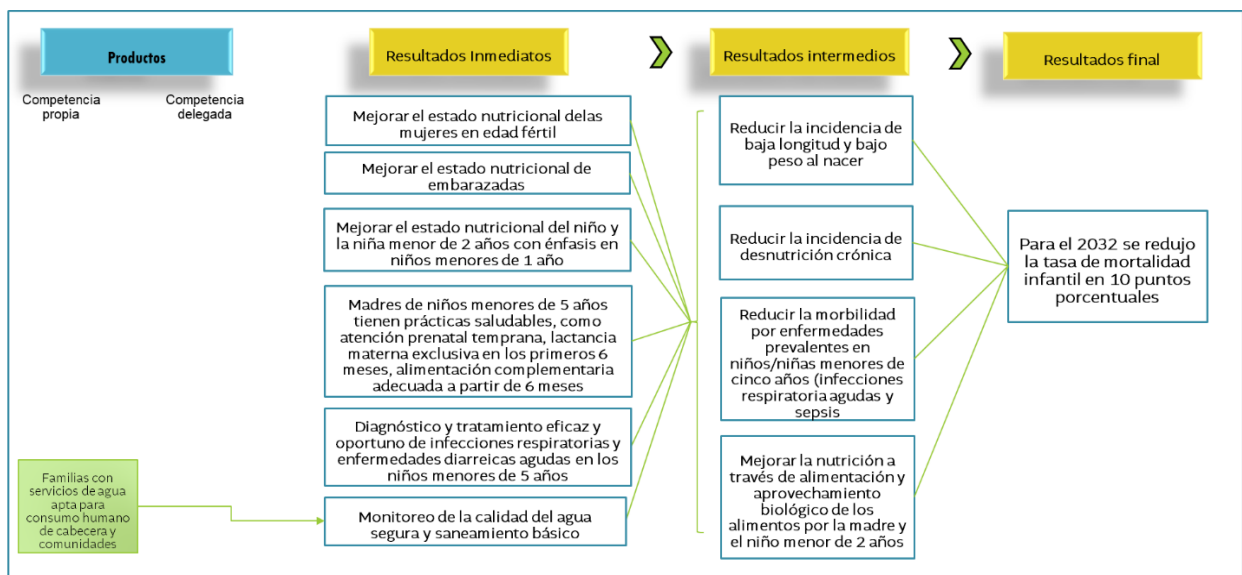 Productos
Competencia
propia
Competencia
delegada
Familias con
servicios de agua
apta para
consumo humano
de cabecera y
comunidades
Resultados Inmediatos
Mejorar el estado nutricional delas
mujeres en edad fértil
Mejorar el estado nutricional de
embarazadas
Mejorar el estado nutricional del niño y
la niña menor de 2 años con énfasis en
niños menores de 1 año
Madres de niños menores de 5 años
tienen prácticas saludables, como
atención prenatal temprana, lactancia
materna exclusiva en los primeros 6
meses, alimentación complementaria
adecuada a partir de 6 meses
Diagnóstico y tratamiento eficaz y
oportuno de infecciones respiratorias y
enfermedades diarreicas agudas en los
niños menores de 5 años
Monitoreo de la calidad del agua
segura y saneamiento básico
Resultados intermedios
Reducir la incidencia de
baja longitud y bajo
peso al nacer
Reducir la incidencia de
desnutrición crónica
Reducir la morbilidad
por enfermedades
prevalentes en
niños/niñas menores de
cinco años (infecciones
respiratoria agudas y
sepsis
Mejorar la nutrición a
través de alimentación y
aprovechamiento
biológico de los
alimentos por la madre y
el niño menor de 2 años
Resultados final
Para el 2032 se redujo
la tasa de mortalidad
infantil en 10 puntos
porcentuales